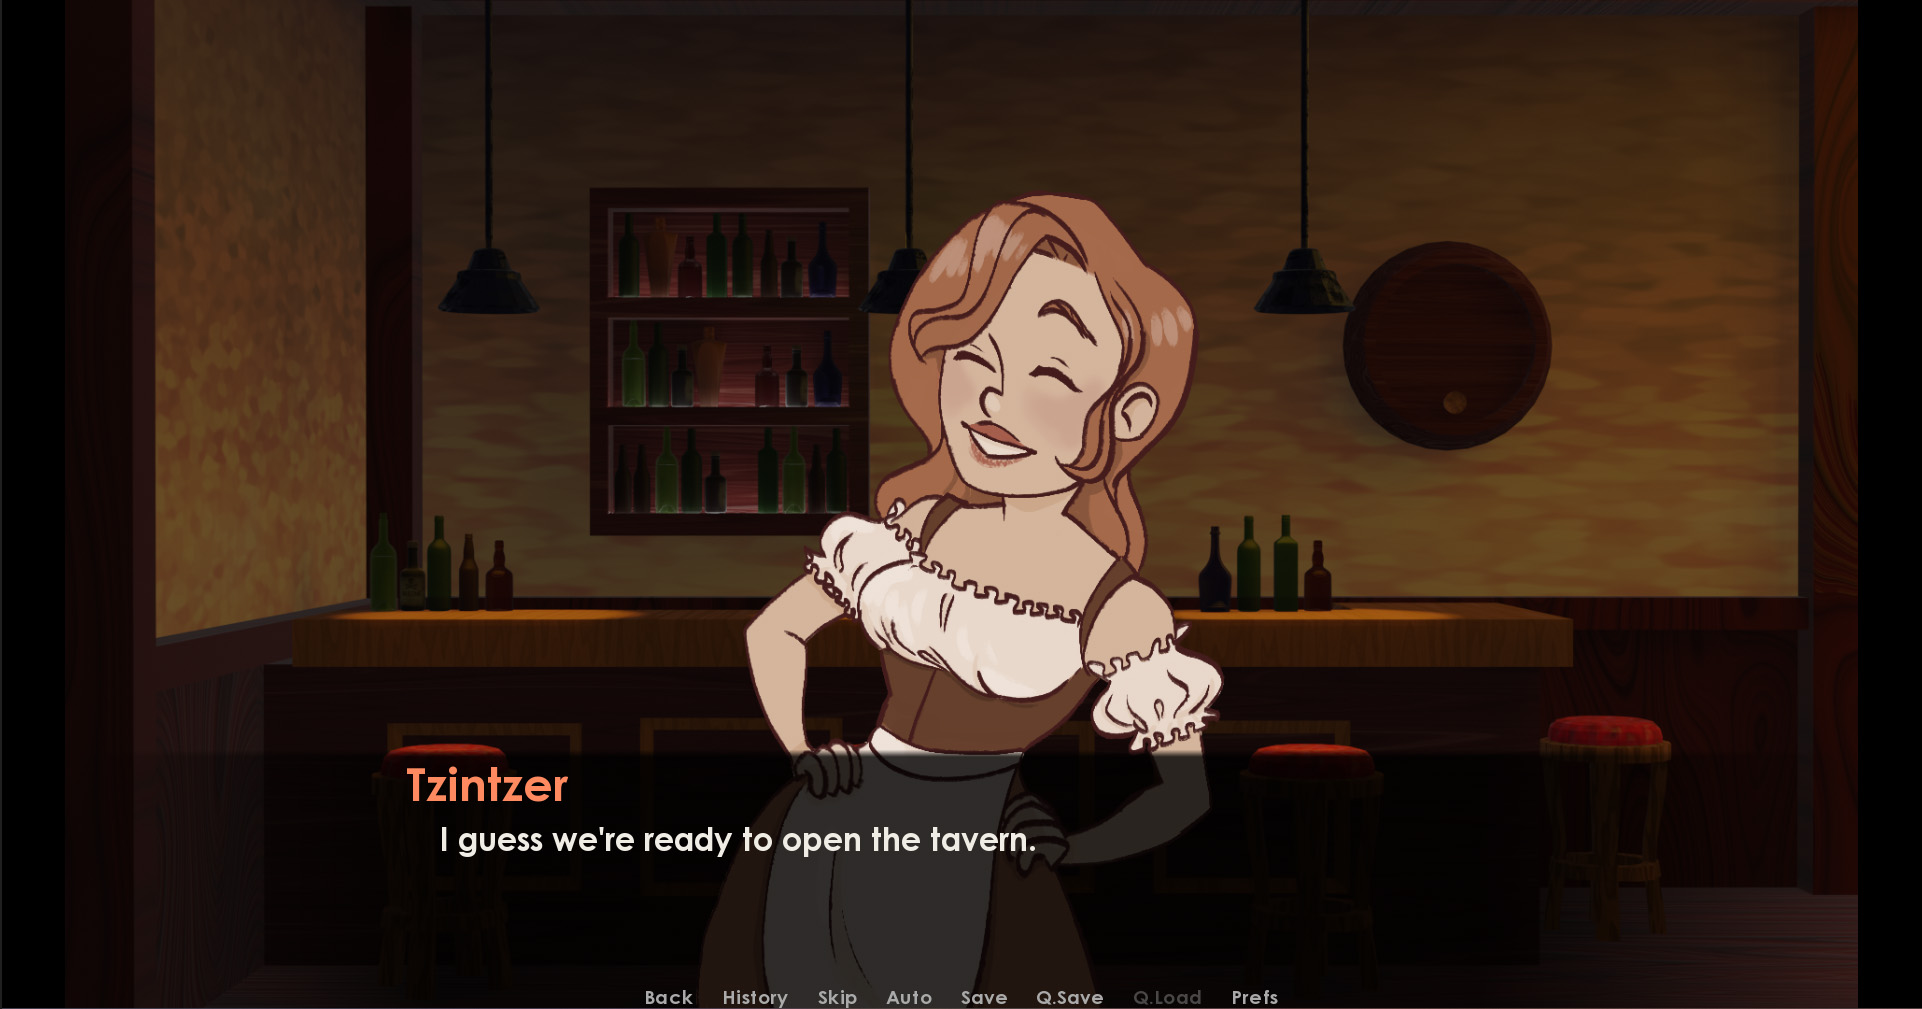 Tzintzer
I guess we're ready to open the tavern.
Back History Skip Auto Save Q.Save Q.Load Prefs